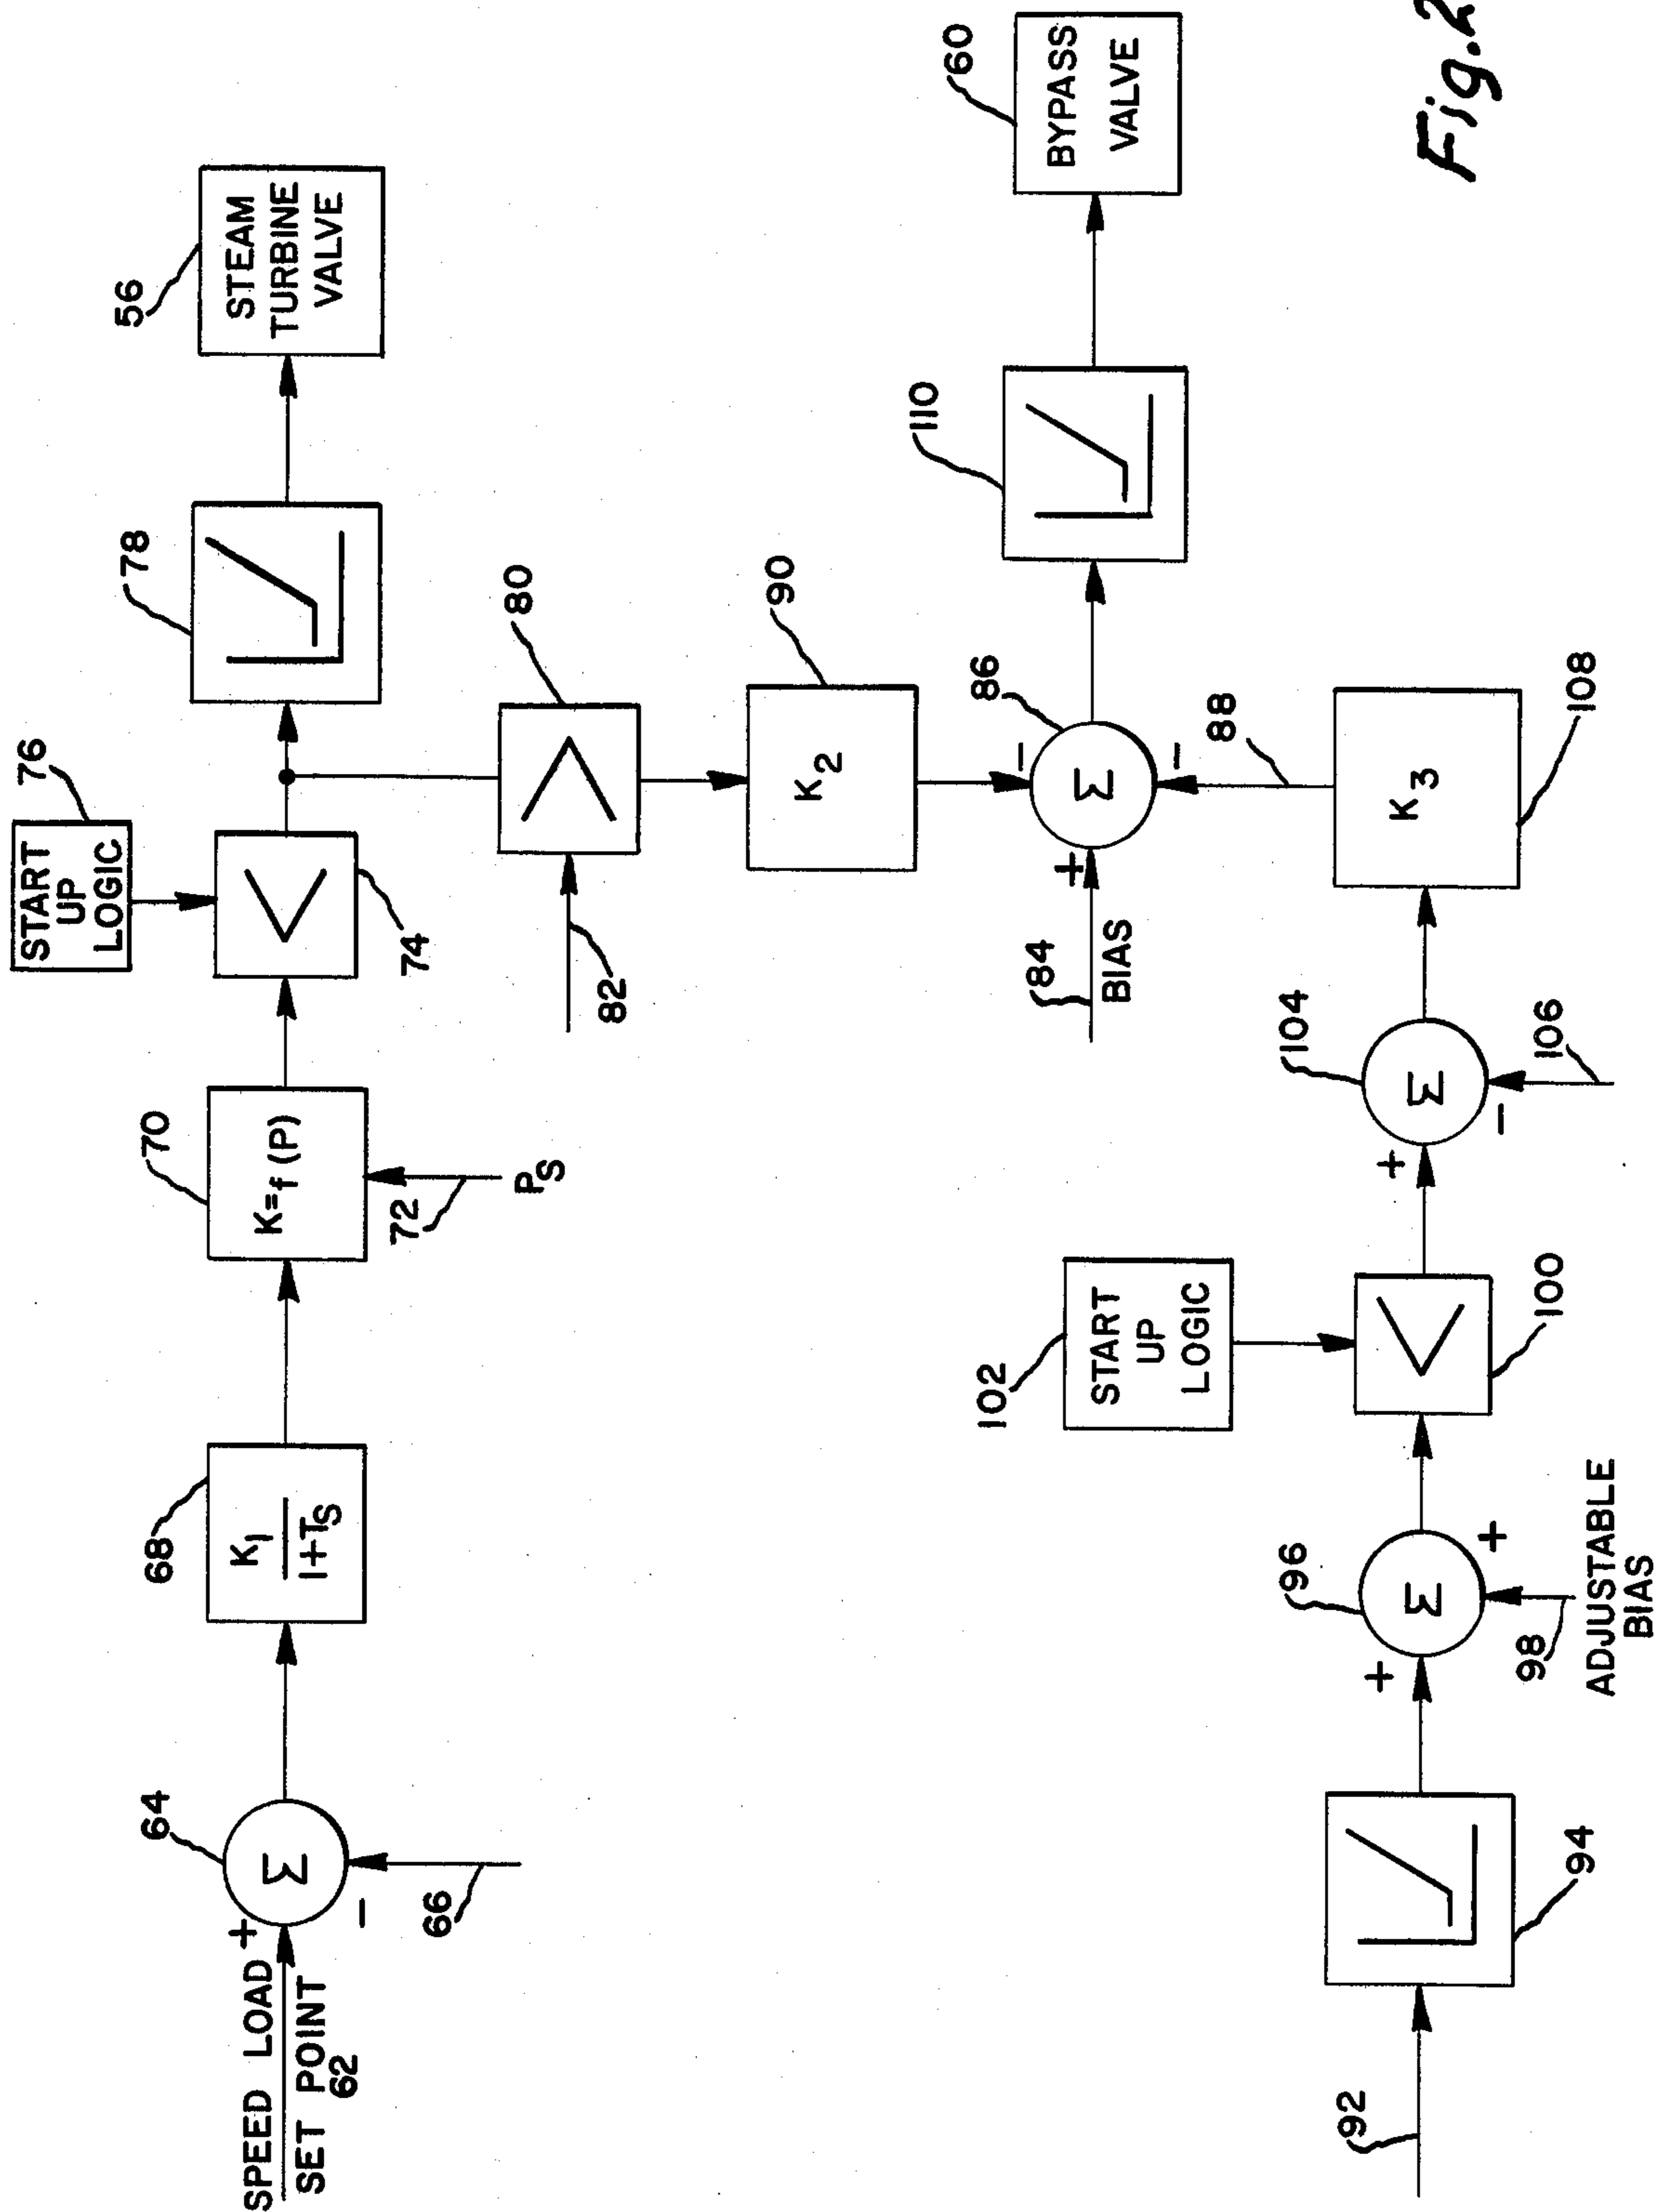 SPEED LOAD
SET POINT
62
+
-
64
Σ
66
68
K1
1+TS
70
K=f(P)
72
PS
76
START
UP
LOGIC
74
78
56
STEAM
TURBINE
VALVE
80
82
90
K2
84
BIAS
+
-
-
86
Σ
88
110
60
BYPASS
VALVE
92
94
+
+
96
Σ
98
ADJUSTABLE
BIAS
102
START
UP
LOGIC
100
+
-
104
Σ
106
K3
108
Fig. 2